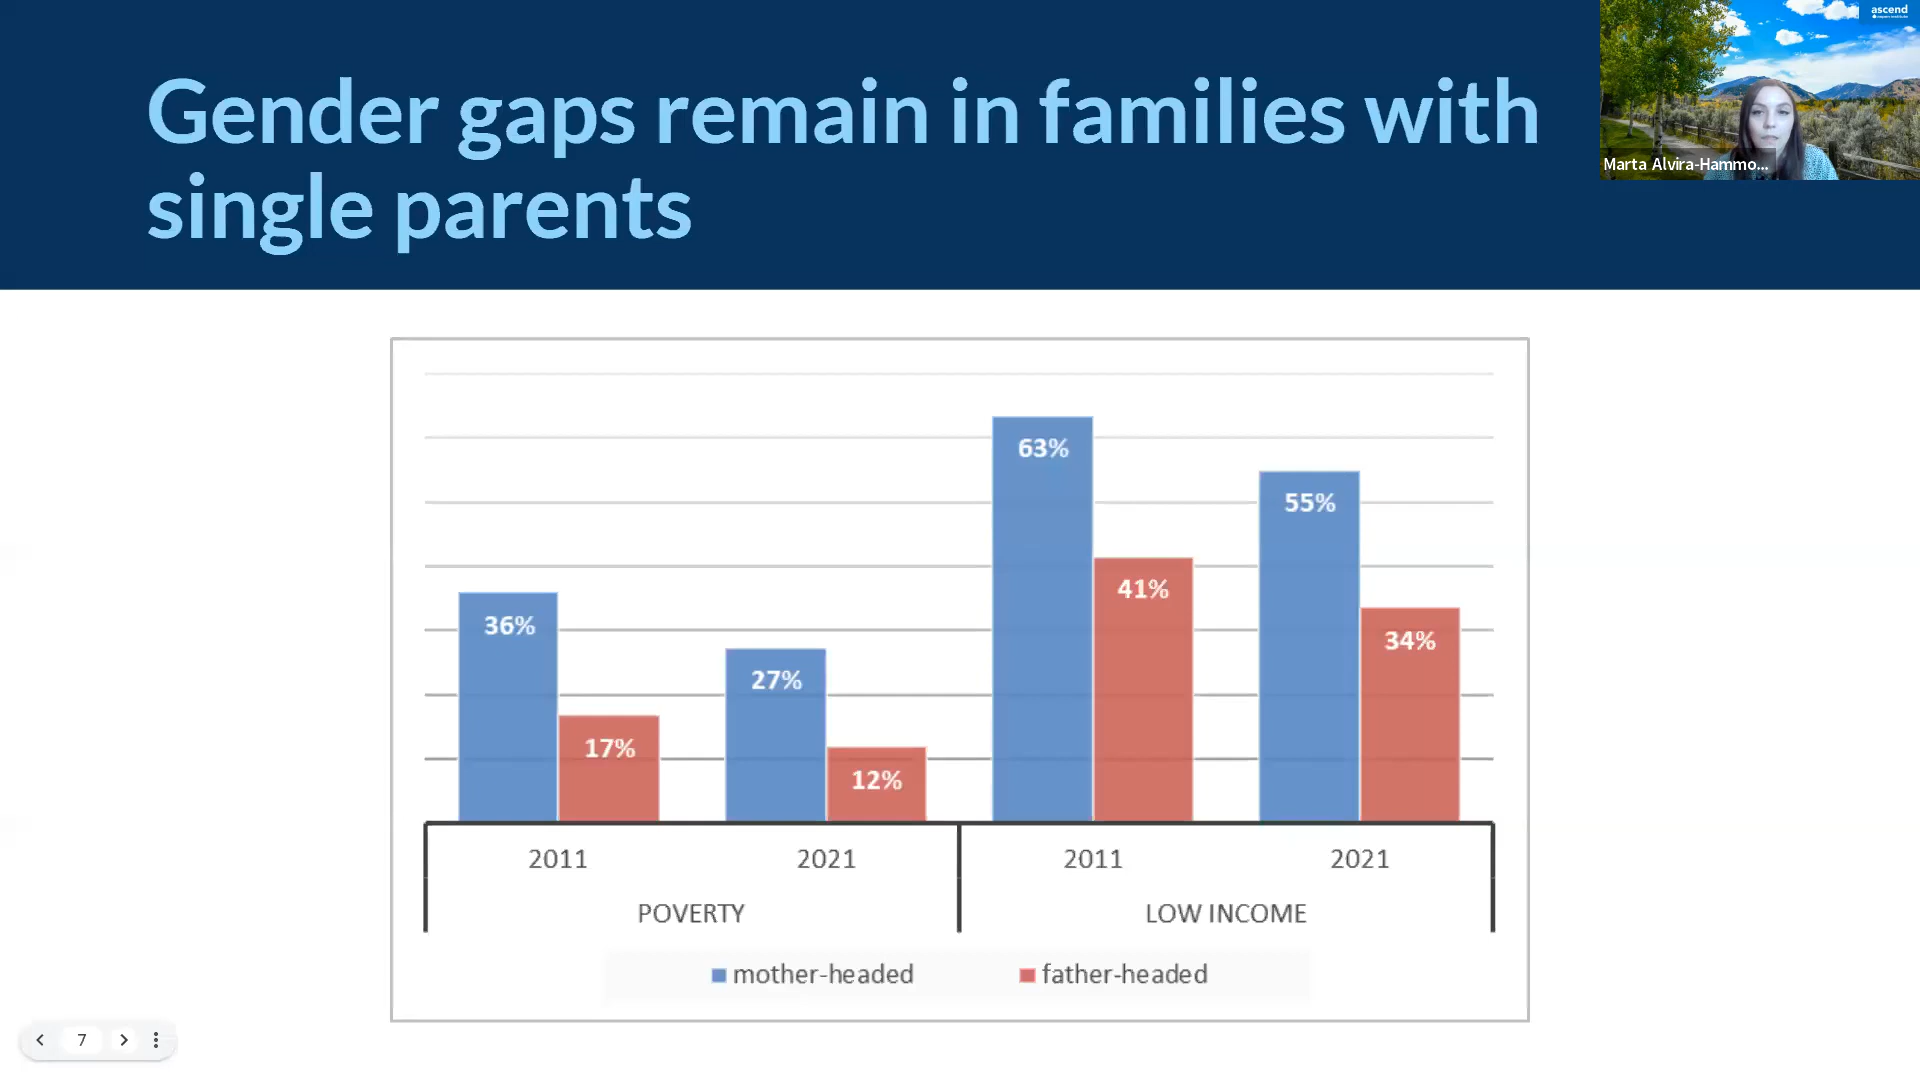 Gender gaps remain in families with
single parents
ascend
Marta Alvira-Hammo...
63%
55%
41%
36%
34%
27%
17%
12%
2011
2021
2011
2021
POVERTY
LOW INCOME
mother-headed
father-headed
7